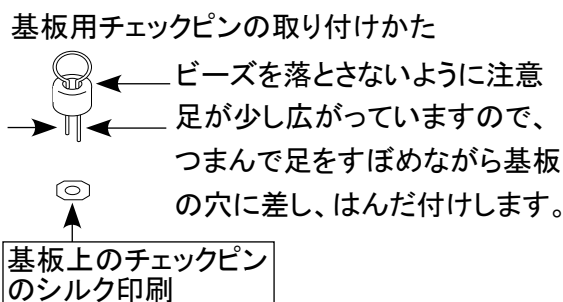 基板用チェックピンの取り付けかた
ビーズを落とさないように注意
足が少し広がっていますので、
つまんで足をすぼめながら基板
の穴に差し、はんだ付けします。
基板上のチェックピン
のシルク印刷